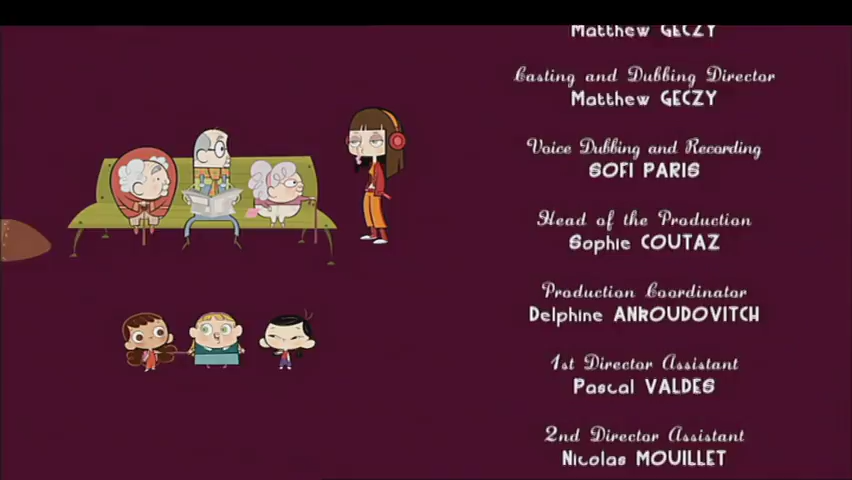 Matthew GECZY
Casting and Dubbing Director
Matthew GECZY
Voice Dubbing and Recording
SOFI PARIS
Head of the Production
Sophie COUTAZ
Production Coordinator
Delphine ANKOUDOVITCH
1st Director Assistant
Pascal VALDES
2nd Director Assistant
Nicolas MOUILLET